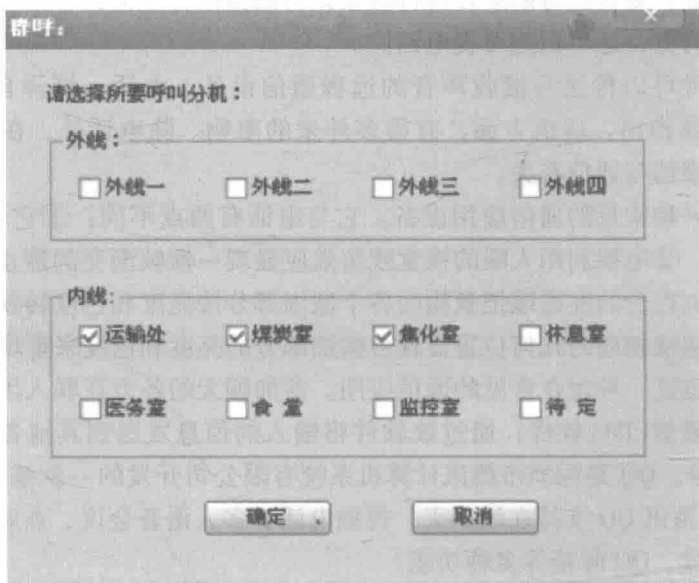 群呼：
请选择所要呼叫分机：
外线：
外线一 外线二 外线三 外线四
内线：
运输处 煤炭室 焦化室 休息室
医务室 食 堂 监控室 待 定
确定 取消